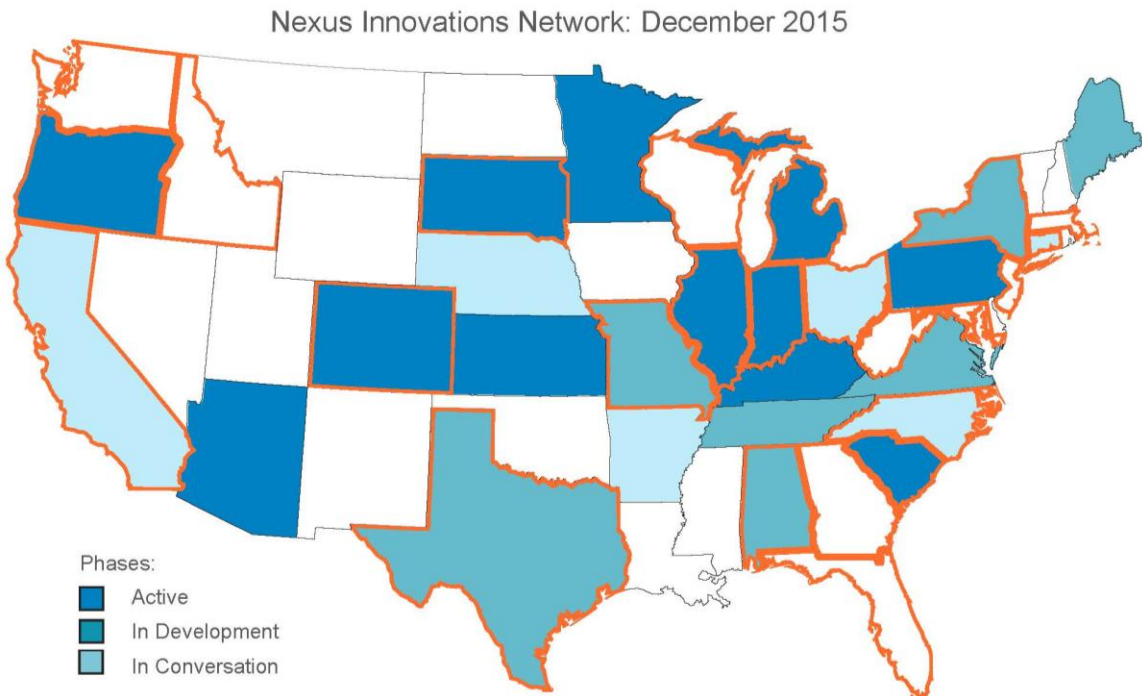 Nexus Innovations Network: December 2015
Phases:
Active
In Development
In Conversation